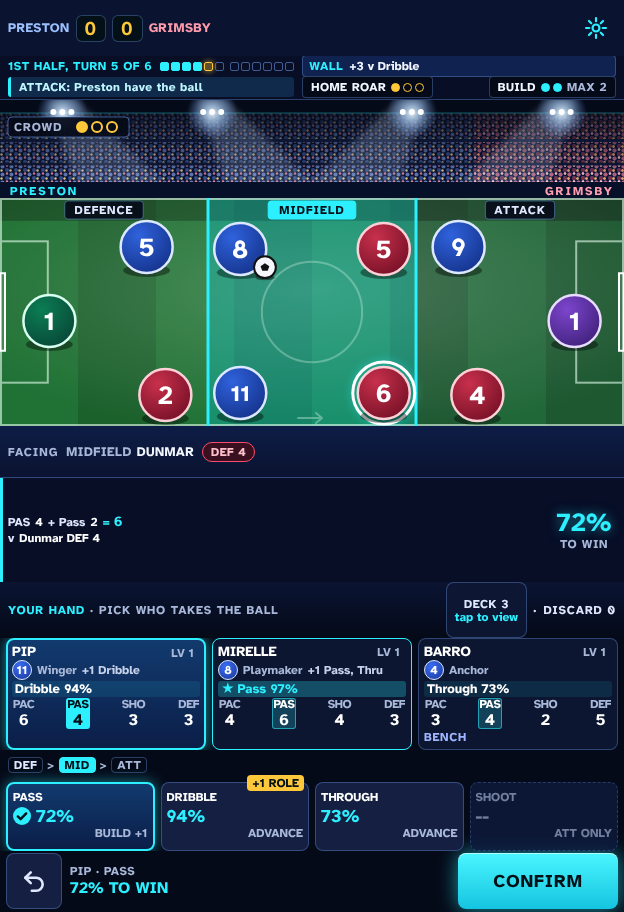 PRESTON 0 0 GRIMSBY
1ST HALF, TURN 5 OF 6
WALL +3 v Dribble
ATTACK: Preston have the ball
HOME ROAR
BUILD MAX 2
CROWD
PRESTON
GRIMSBY
DEFENCE
MIDFIELD
ATTACK
5
8
5
9
1
1
2
11
6
4
FACING MIDFIELD DUNMAR DEF 4
PAS 4 + Pass 2 = 6
v Dunmar DEF 4
72%
TO WIN
YOUR HAND · PICK WHO TAKES THE BALL
DECK 3
tap to view
· DISCARD 0
PIP LV 1
11 Winger +1 Dribble
Dribble 94%
PAC PAS SHO DEF
6 4 3 3
MIRELLE LV 1
8 Playmaker +1 Pass, Thru
★ Pass 97%
PAC PAS SHO DEF
4 6 4 3
BARRO LV 1
4 Anchor
Through 73%
PAC PAS SHO DEF
3 4 2 5
BENCH
DEF > MID > ATT
PASS
72%
BUILD +1
+1 ROLE
DRIBBLE
94%
ADVANCE
THROUGH
73%
ADVANCE
SHOOT
--
ATT ONLY
PIP · PASS
72% TO WIN
CONFIRM